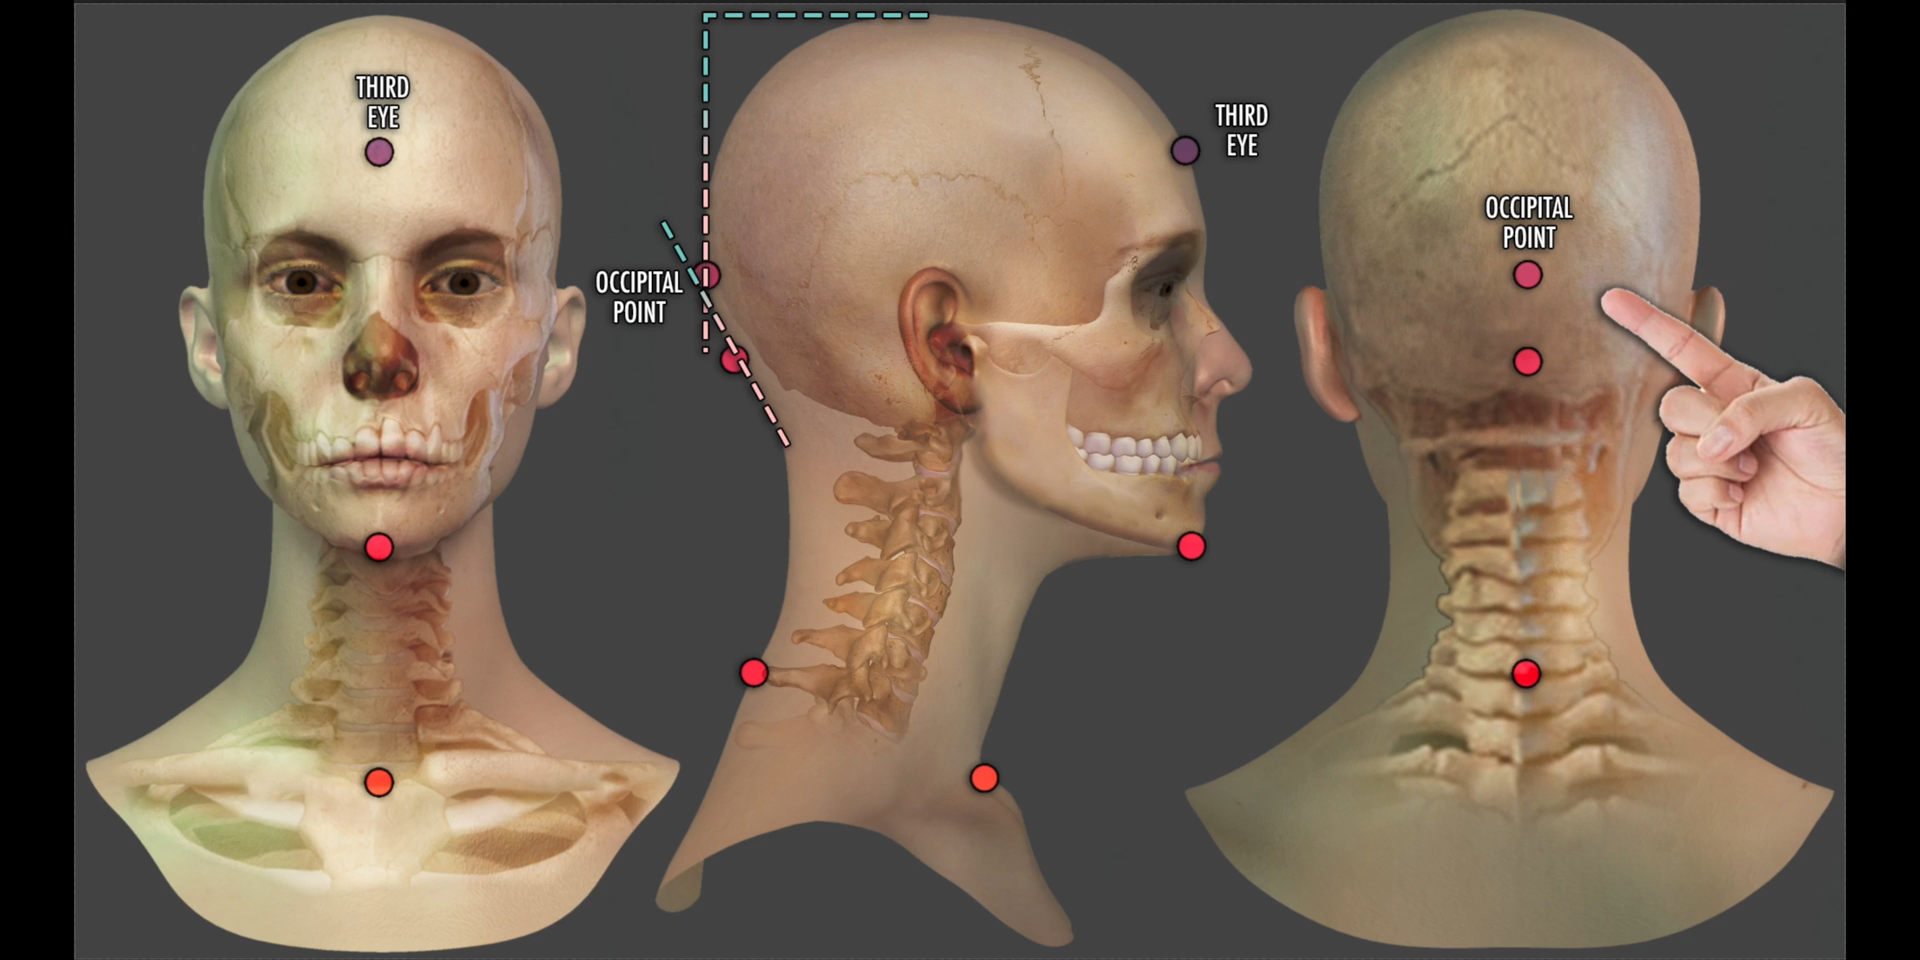 THIRD
EYE
OCCIPITAL
POINT
THIRD
EYE
OCCIPITAL
POINT